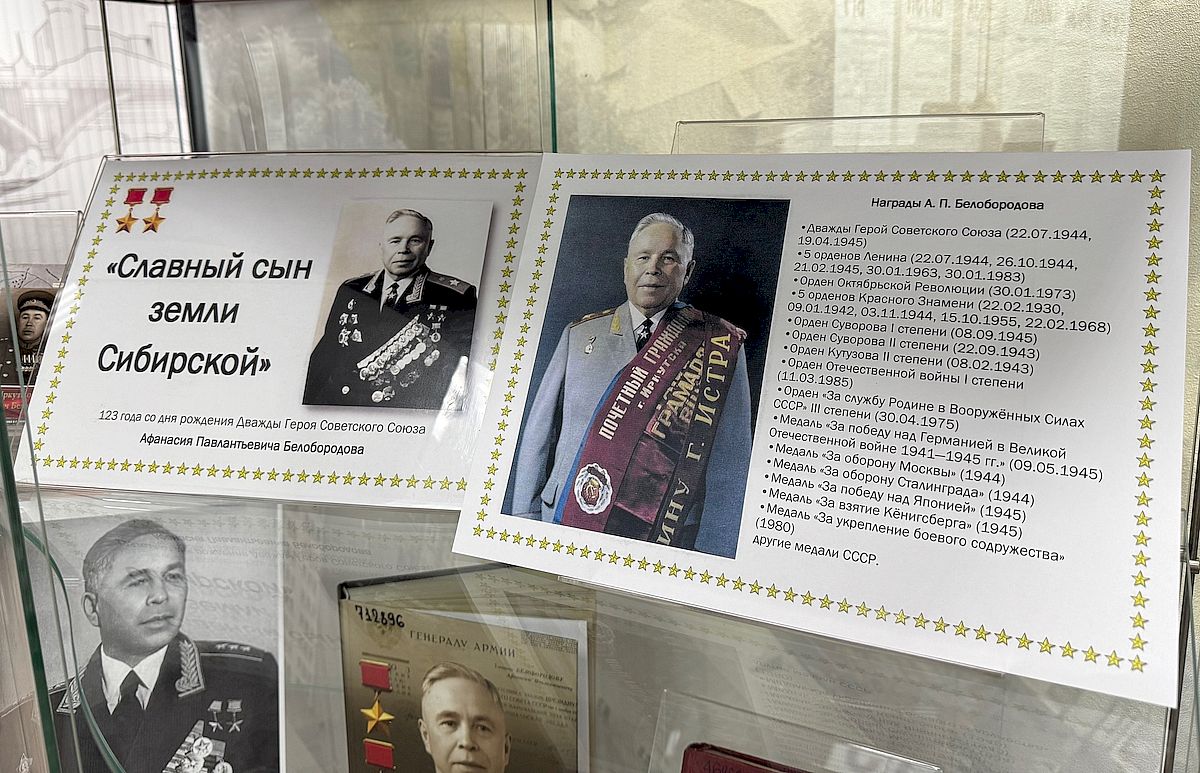 «Славный сын
земли
Сибирской»
123 года со дня рождения Дважды Героя Советского Союза
Афанасия Павлантьевича Белобородова
Награды А. П. Белобородова
•Дважды Герой Советского Союза (22.07.1944,
19.04.1945)
•5 орденов Ленина (22.07.1944, 26.10.1944,
21.02.1945, 30.01.1963, 30.01.1983)
•Орден Октябрьской Революции (30.01.1973)
•5 орденов Красного Знамени (22.02.1930,
09.01.1942, 03.11.1944, 15.10.1955, 22.02.1968)
•Орден Суворова I степени (08.09.1945)
•Орден Суворова II степени (22.09.1943)
•Орден Кутузова II степени (08.02.1943)
•Орден Отечественной войны I степени
(11.03.1985)
•Орден «За службу Родине в Вооружённых Силах
СССР» III степени (30.04.1975)
•Медаль «За победу над Германией в Великой
Отечественной войне 1941—1945 гг.» (09.05.1945)
•Медаль «За оборону Москвы» (1944)
•Медаль «За оборону Сталинграда» (1944)
•Медаль «За победу над Японией» (1945)
•Медаль «За взятие Кёнигсберга» (1945)
•Медаль «За укрепление боевого содружества»
(1980)
другие медали СССР.
ПОЧЕТНЫЙ
г. Иркутска
ИНУ Г. ИСТРА
712896
ГЕНЕРАЛУ АРМИИ